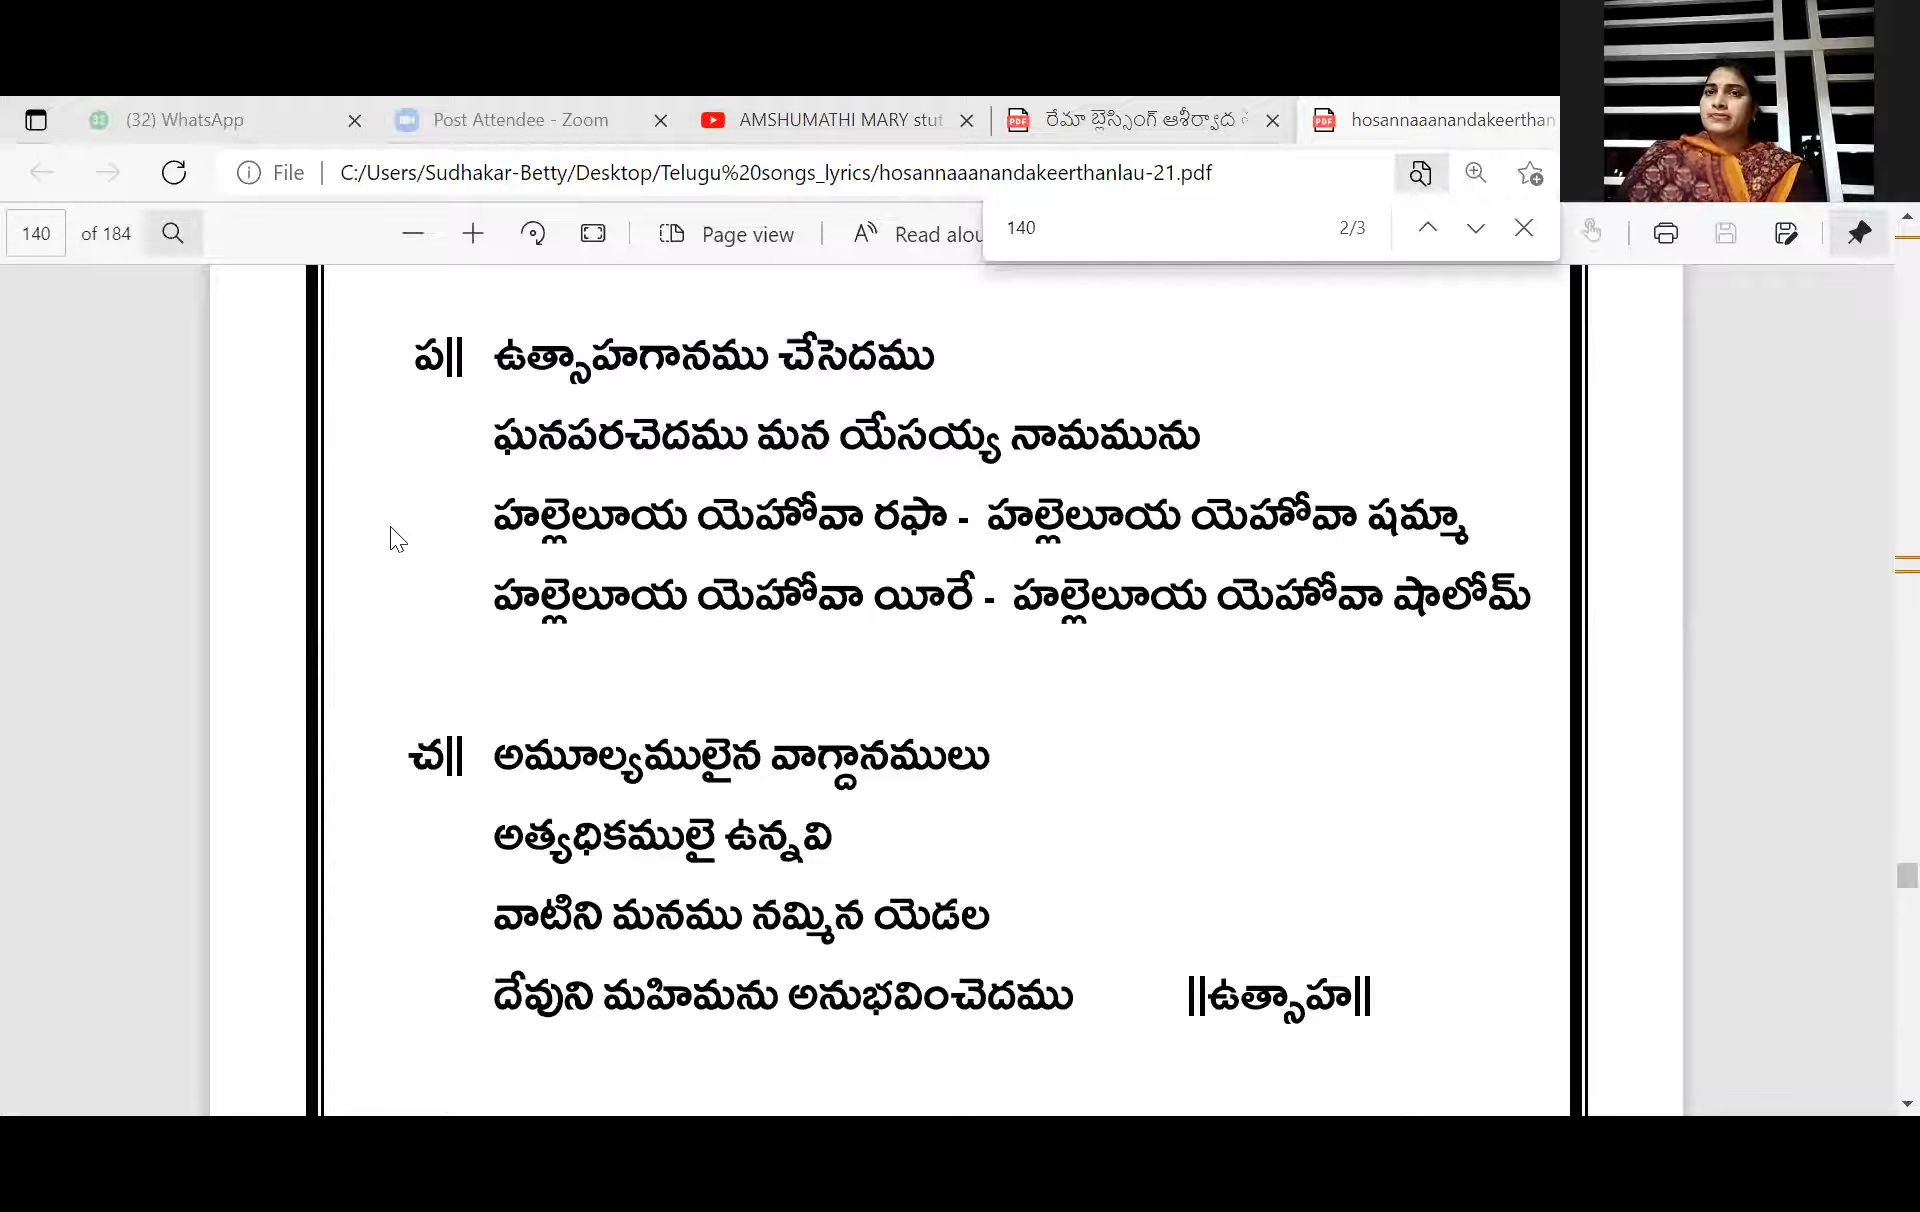 (32) WhatsApp
Post Attendee - Zoom
AMSHUMATHI MARY stut
రేమా బ్లెస్సింగ్ ఆశీర్వాద
hosannaaanandakeerthan
File
C:/Users/Sudhakar-Betty/Desktop/Telugu%20songs_lyrics/hosannaaanandakeerthanlau-21.pdf
140 of 184
Page view
Read alou
140
2/3
ప|| ఉత్సాహగానము చేసెదము
ఘనపరచెదము మన యేసయ్య నామమును
హల్లెలూయ యెహోవా రఫా - హల్లెలూయ యెహోవా షమ్మా
హల్లెలూయ యెహోవా యీరే - హల్లెలూయ యెహోవా షాలోమ్
చ|| అమూల్యములైన వాగ్దానములు
అత్యధికములై ఉన్నవి
వాటిని మనము నమ్మిన యెడల
దేవుని మహిమను అనుభవించెదము ||ఉత్సాహ||